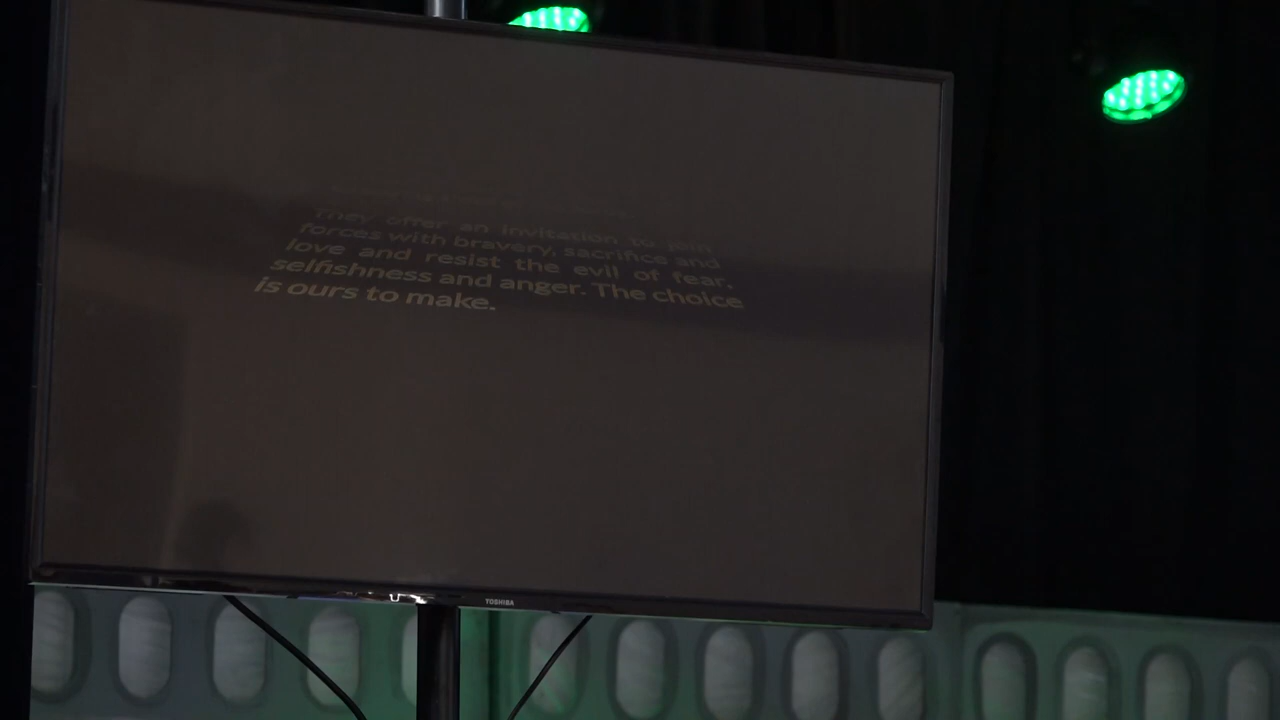 They offer an invitation to join
forces with bravery, sacrifice and
love and resist the evil of fear,
selfishness and anger. The choice
is ours to make.
TOSHIBA